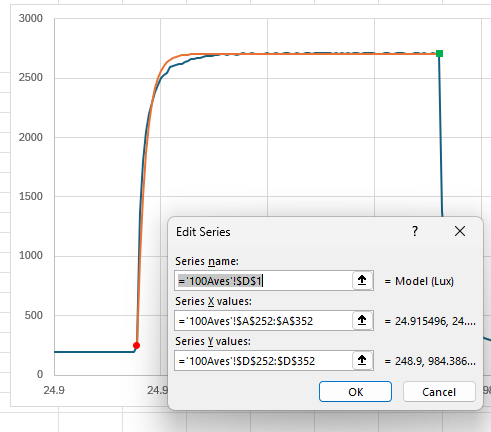 3000
2500
2000
1500
1000
500
0
24.9
24.9
98
Edit Series
?
Series name:
='100Aves'!$D$1
= Model (Lux)
Series X values:
='100Aves'!$A$252:$A$352
= 24.915496, 24....
Series Y values:
='100Aves'!$D$252:$D$352
= 248.9, 984.386...
OK
Cancel